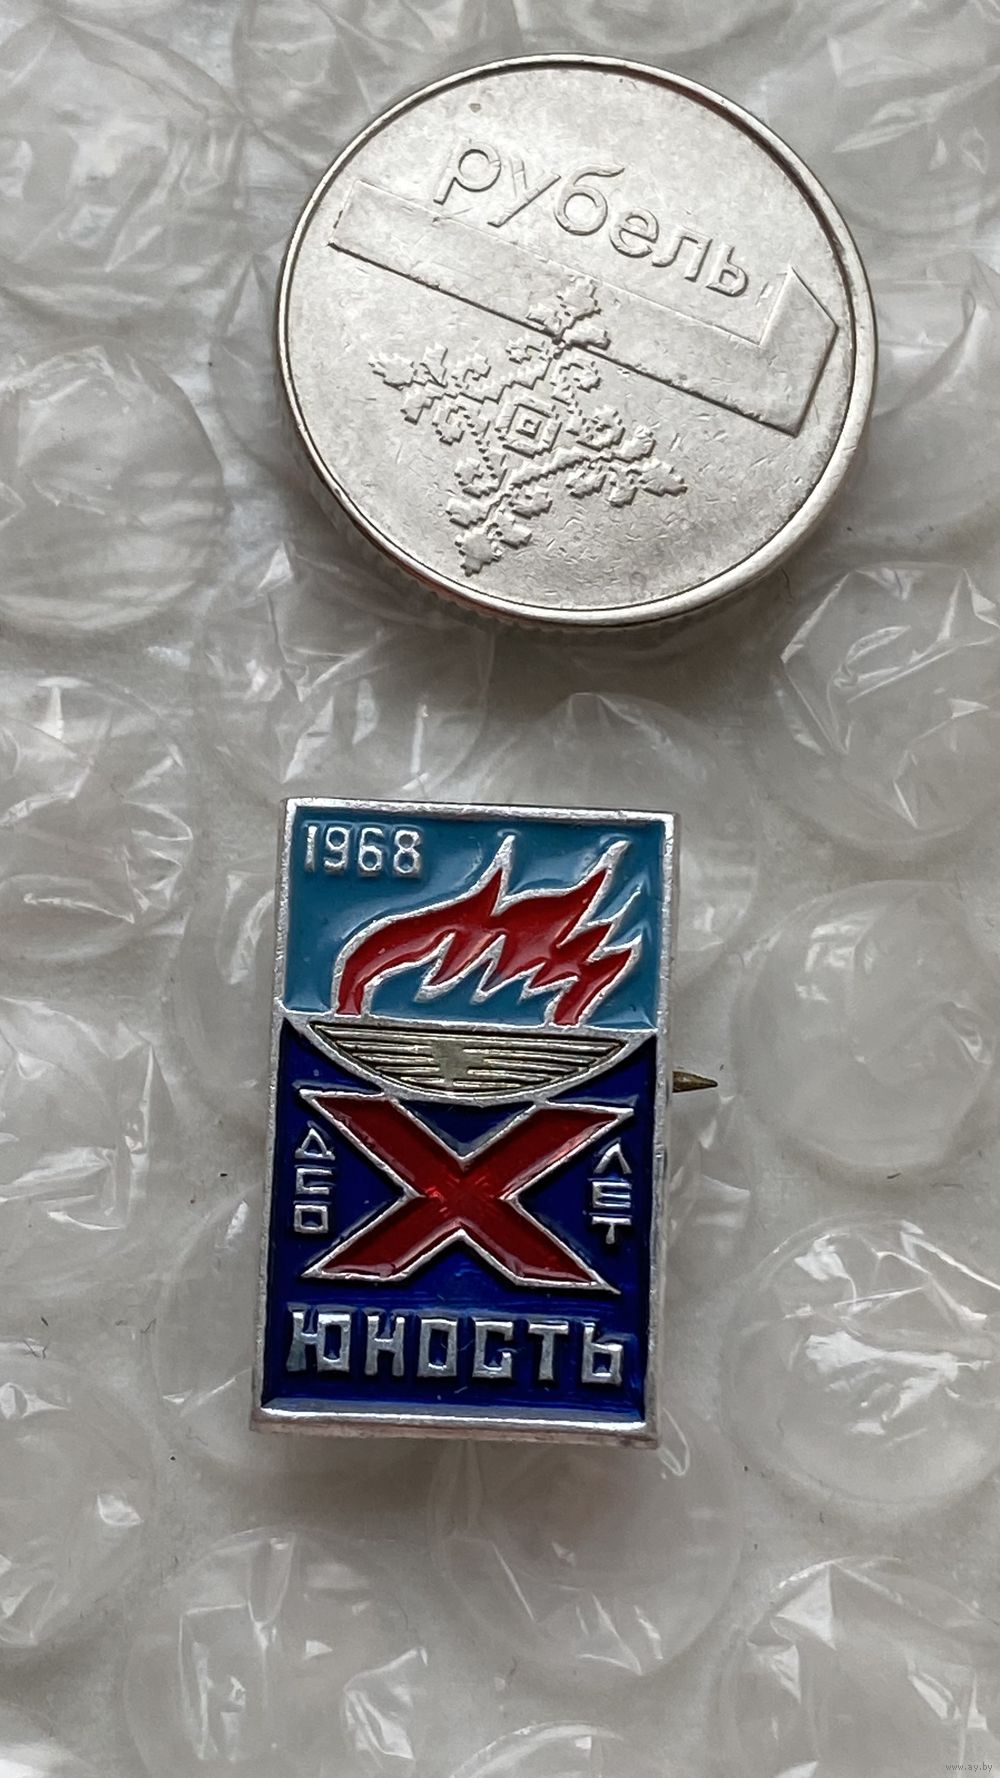 рубель
1968
ДСО
X
ЛЕТ
ЮНОСТЬ
www.ay.by